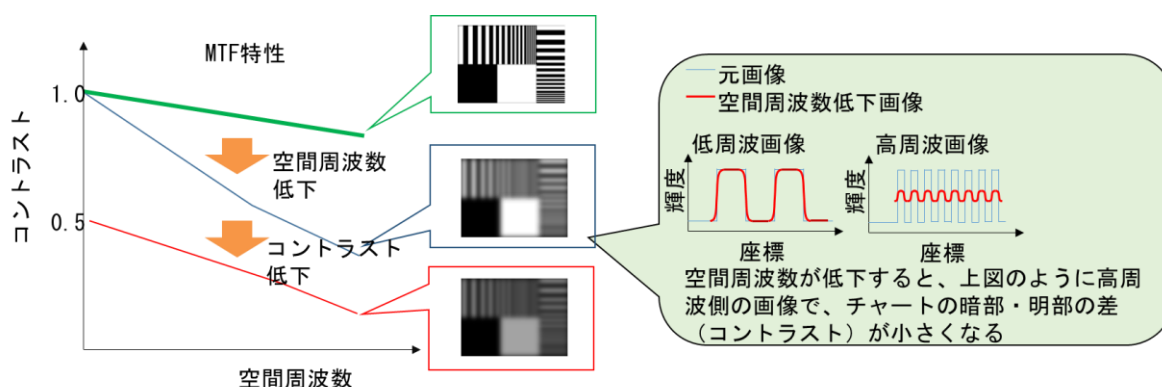 MTF特性
1.0
0.5
コントラスト
空間周波数
低下
コントラスト
低下
空間周波数
元画像
空間周波数低下画像
低周波画像
高周波画像
輝度
座標
輝度
座標
空間周波数が低下すると、上図のように高周
波側の画像で、チャートの暗部・明部の差
（コントラスト）が小さくなる